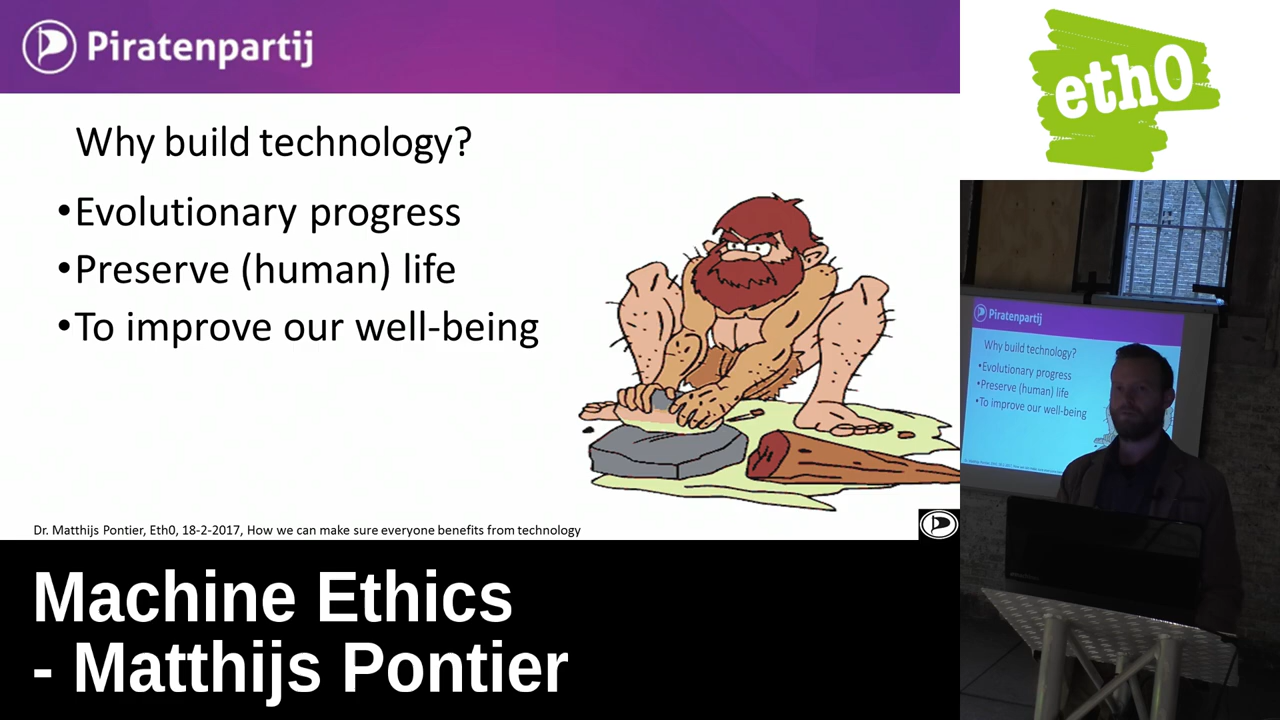 Piratenpartij
Why build technology?
•Evolutionary progress
•Preserve (human) life
•To improve our well-being
Dr. Matthijs Pontier, Eth0, 18-2-2017, How we can make sure everyone benefits from technology
Machine Ethics
- Matthijs Pontier
eth0
Piratenpartij
Why build technology?
•Evolutionary progress
•Preserve (human) life
•To improve our well-being